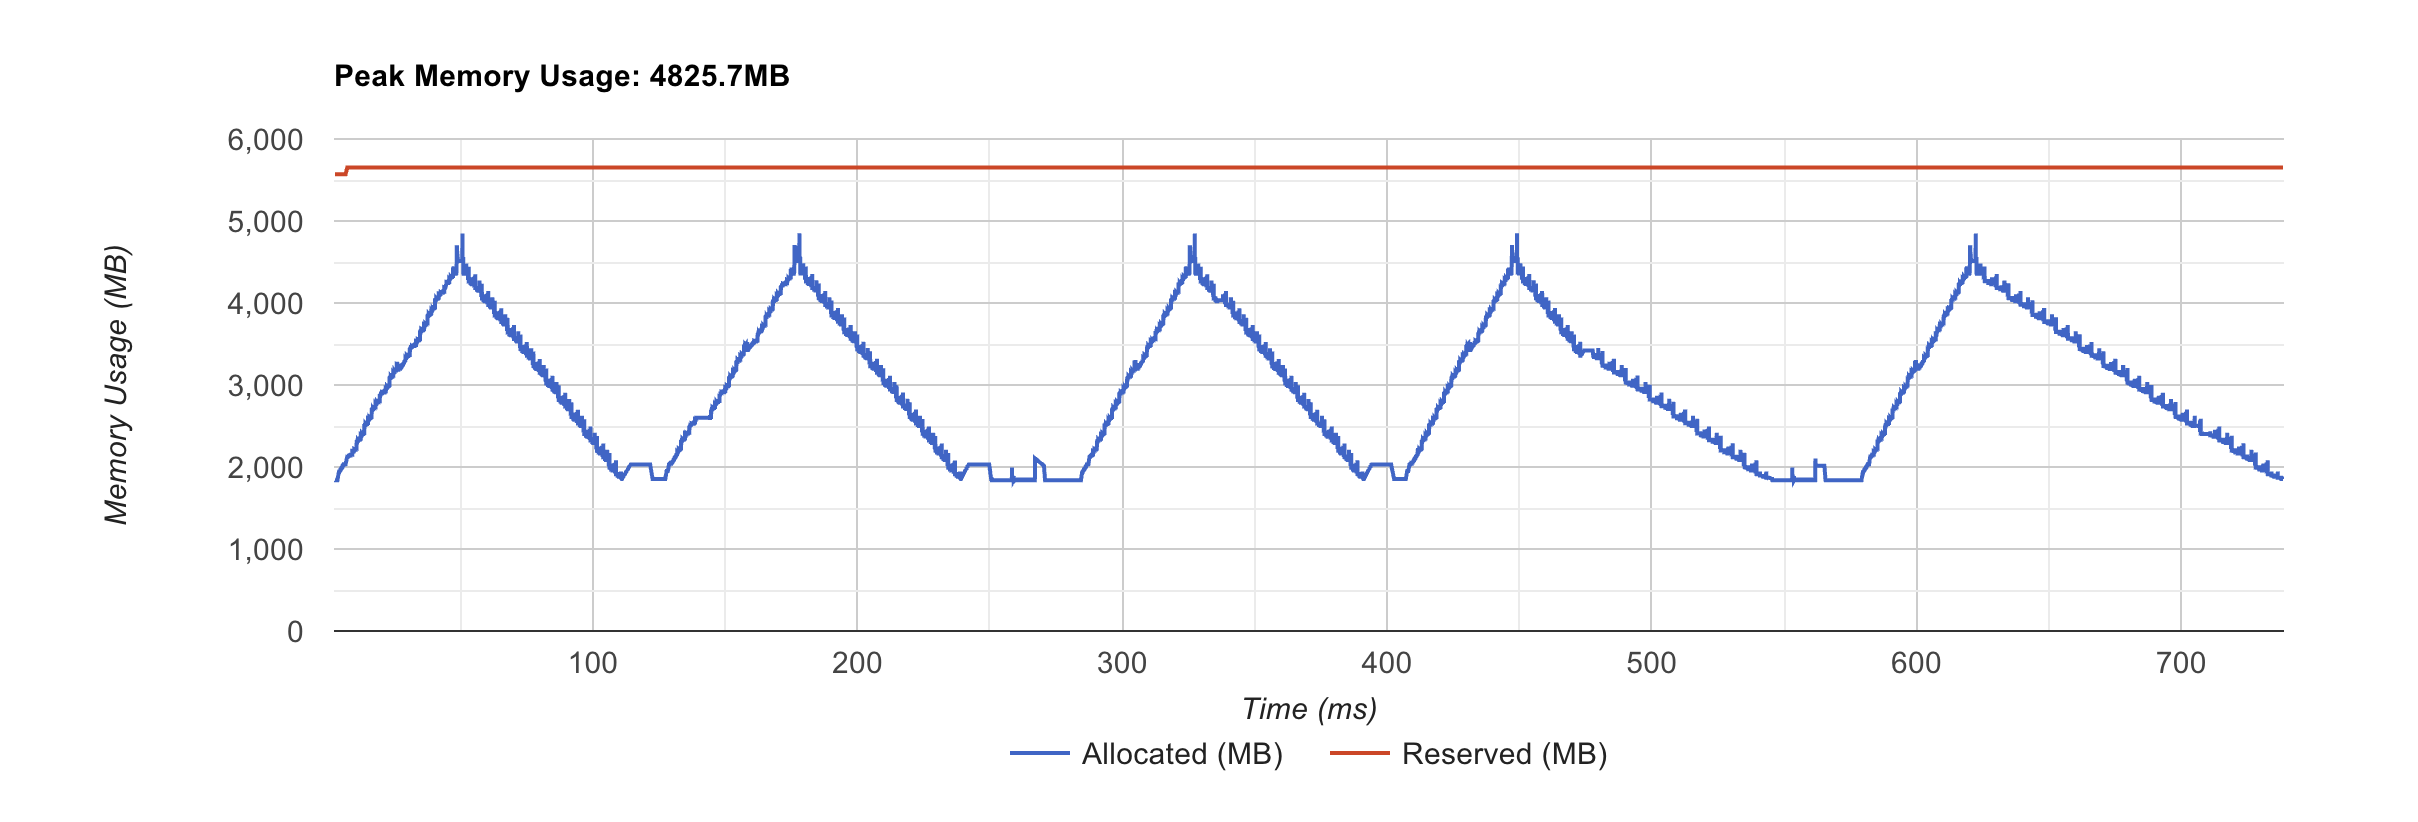 Peak Memory Usage: 4825.7MB
Memory Usage (MB)
6,000
5,000
4,000
3,000
2,000
1,000
0
100 200 300 400 500 600 700
Time (ms)
Allocated (MB) Reserved (MB)